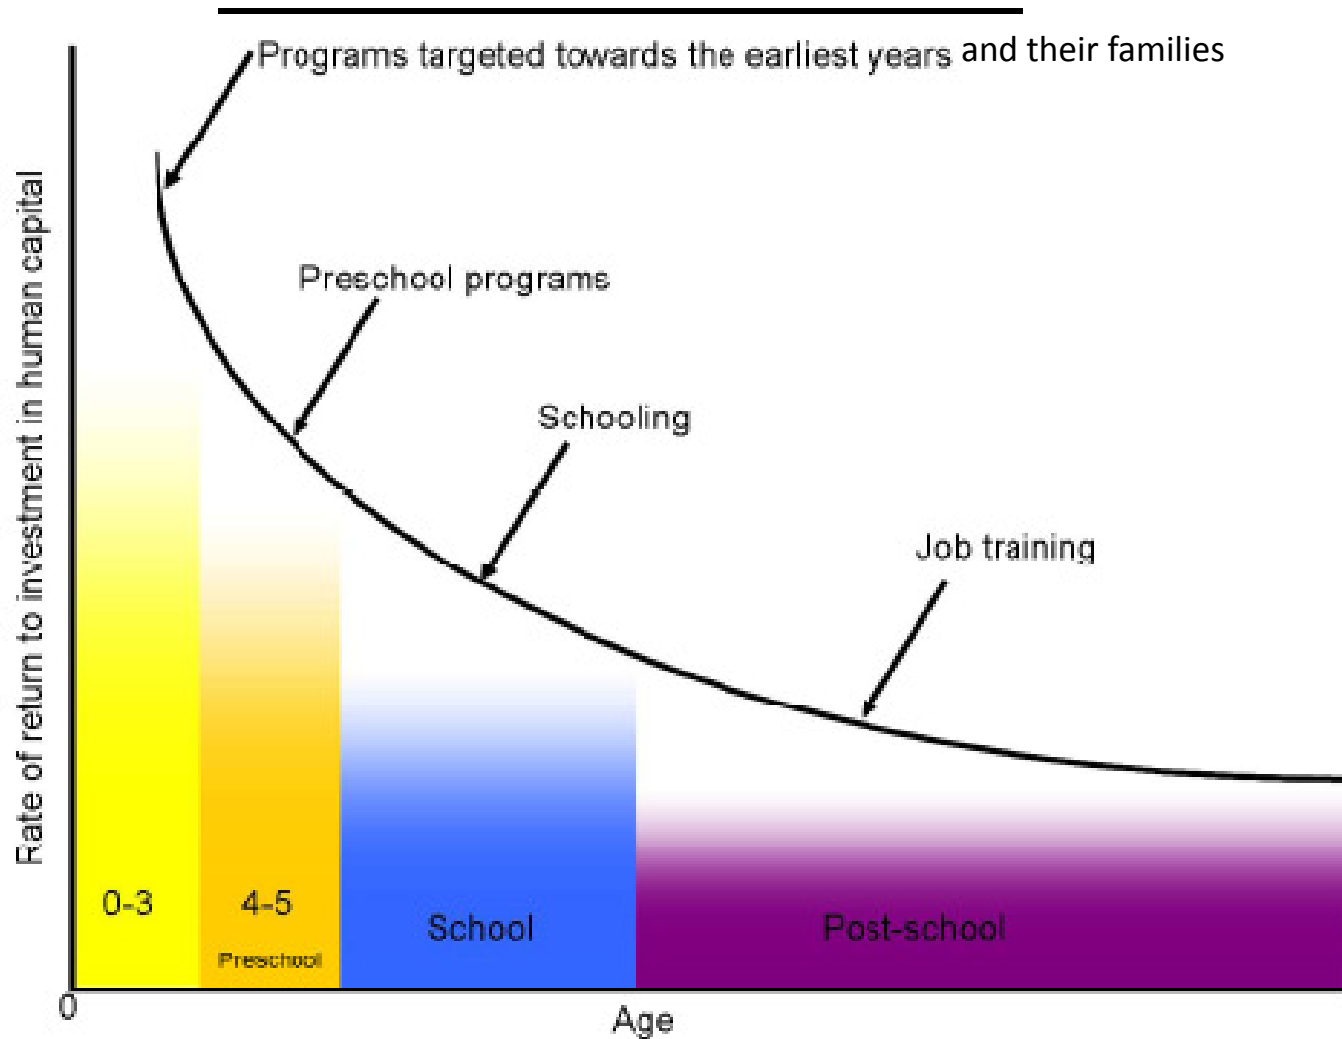 Programs targeted towards the earliest years and their families
Preschool programs
Schooling
Job training
Rate of return to investment in human capital
0-3
4-5
Preschool
School
Post-school
0
Age